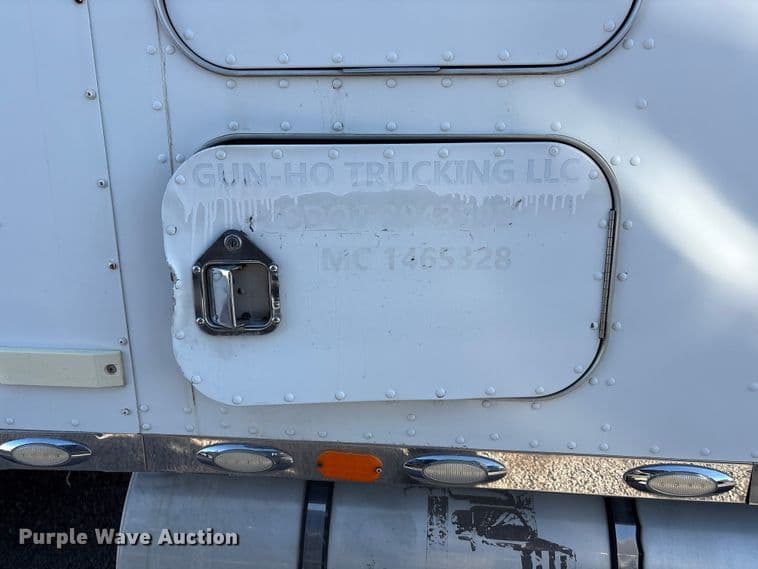 GUN-HO TRUCKING LLC
MC 1465328
Purple Wave Auction